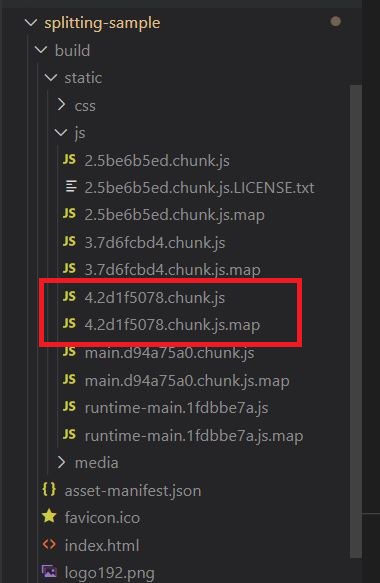 splitting-sample
build
static
css
js
JS 2.5be6b5ed.chunk.js
2.5be6b5ed.chunk.js.LICENSE.txt
JS 2.5be6b5ed.chunk.js.map
JS 3.7d6fcbd4.chunk.js
JS 3.7d6fcbd4.chunk.js.map
JS 4.2d1f5078.chunk.js
JS 4.2d1f5078.chunk.js.map
JS main.d94a75a0.chunk.js
JS main.d94a75a0.chunk.js.map
JS runtime-main.1fdbbe7a.js
JS runtime-main.1fdbbe7a.js.map
media
{} asset-manifest.json
favicon.ico
<> index.html
logo192.png